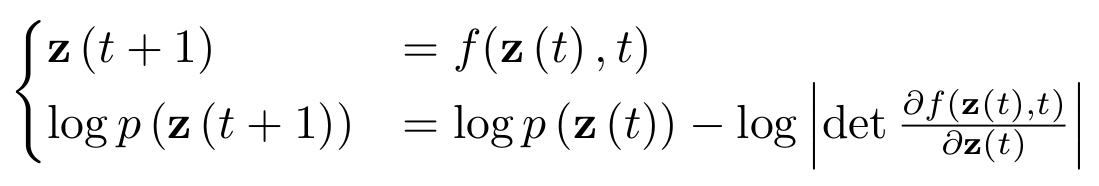 z (t + 1) = f(z (t) , t)
log p (z (t + 1)) = log p (z (t)) − log |det ∂f(z(t),t)/∂z(t)|